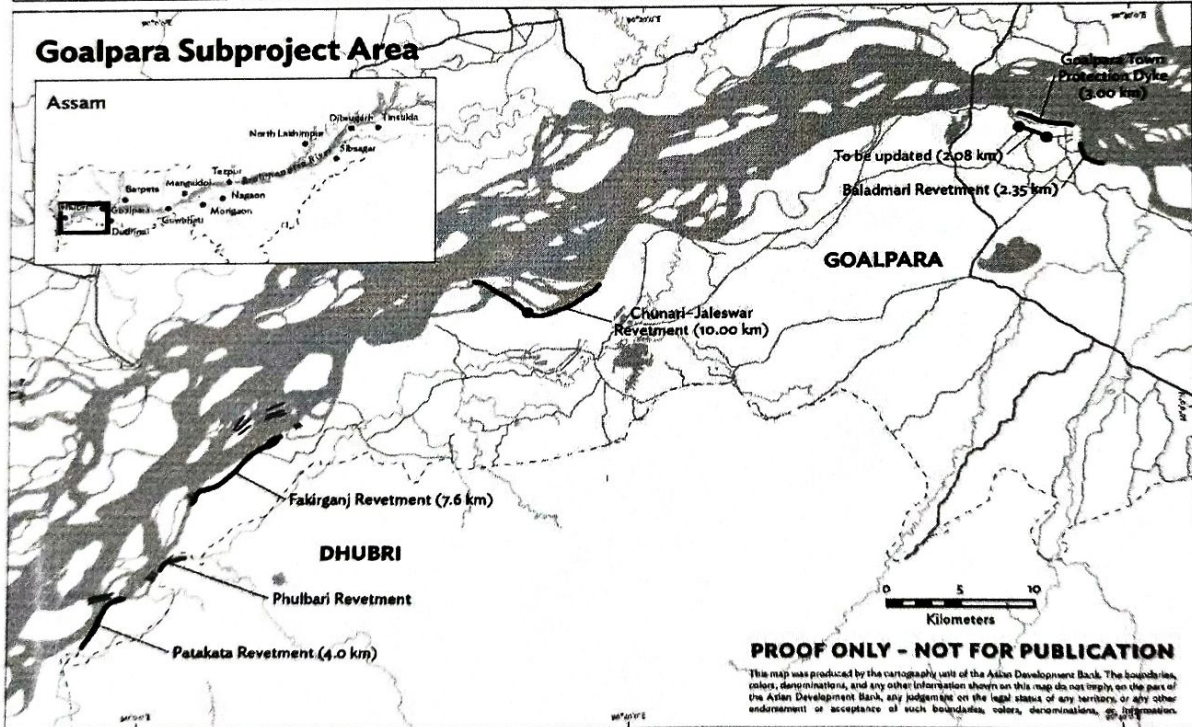 Goalpara Subproject Area
Assam
Dibrugarh
Tinsukia
North Lakhimpur
Sibsagar
Tezpur
Brahmaputra River
Barpeta
Mangaldoi
Nagaon
Goalpara
Guwahati
Morigaon
Dudhnai
Goalpara Town
Protection Dyke
(3.00 km)
To be updated (2.08 km)
Baladmari Revetment (2.35 km)
GOALPARA
Chunari-Jaleswar
Revetment (10.00 km)
Fakirganj Revetment (7.6 km)
DHUBRI
Phulbari Revetment
Patakata Revetment (4.0 km)
0 5 10
Kilometers
PROOF ONLY - NOT FOR PUBLICATION
This map was produced by the cartography unit of the Asian Development Bank. The boundaries,
colors, denominations, and any other information shown on this map do not imply, on the part of
the Asian Development Bank, any judgement on the legal status of any territory, or any other
endorsement or acceptance of such boundaries, colors, denominations, or information.